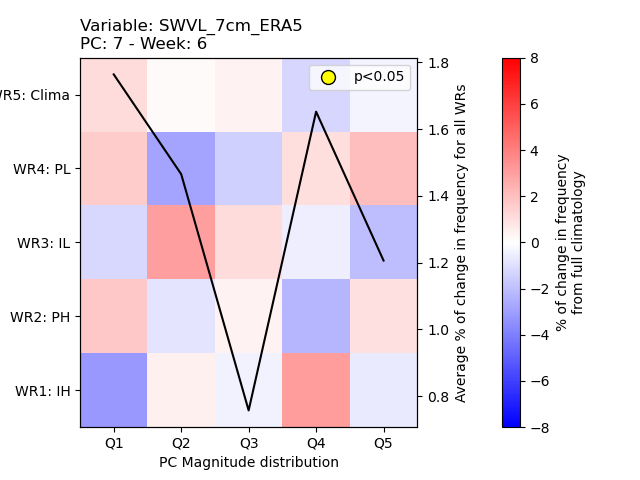 Variable: SWVL_7cm_ERA5
PC: 7 - Week: 6
p<0.05
R5: Clima
WR4: PL
WR3: IL
WR2: PH
WR1: IH
Q1 Q2 Q3 Q4 Q5
PC Magnitude distribution
1.8
1.6
1.4
1.2
1.0
0.8
Average % of change in frequency for all WRs
8
6
4
2
0
−2
−4
−6
−8
% of change in frequency
from full climatology